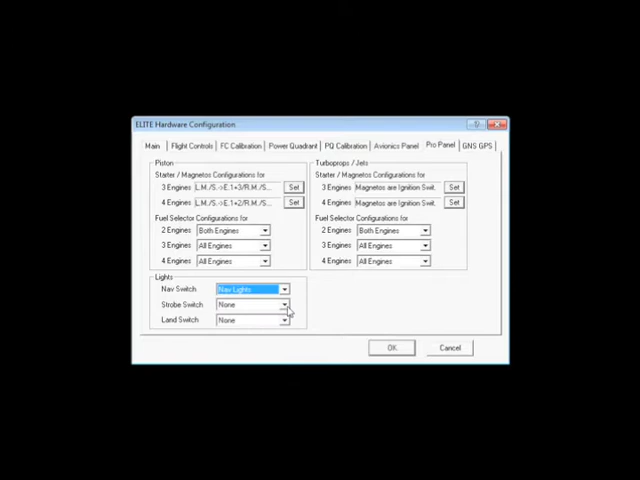 ELITE Hardware Configuration
Main Flight Controls FC Calibration Power Quadrant PQ Calibration Avionics Panel Pro Panel GNS GPS
Piston
Starter / Magnetos Configurations for
3 Engines L.M./S.->E.1+3/R.M./S... Set
4 Engines L.M./S.->E.1+2/R.M./S... Set
Fuel Selector Configurations for
2 Engines Both Engines
3 Engines All Engines
4 Engines All Engines
Turboprops / Jets
Starter / Magnetos Configurations for
3 Engines Magnetos are Ignition Swit. Set
4 Engines Magnetos are Ignition Swit. Set
Fuel Selector Configurations for
2 Engines Both Engines
3 Engines All Engines
4 Engines All Engines
Lights
Nav Switch Nav Lights
Strobe Switch None
Land Switch None
OK Cancel